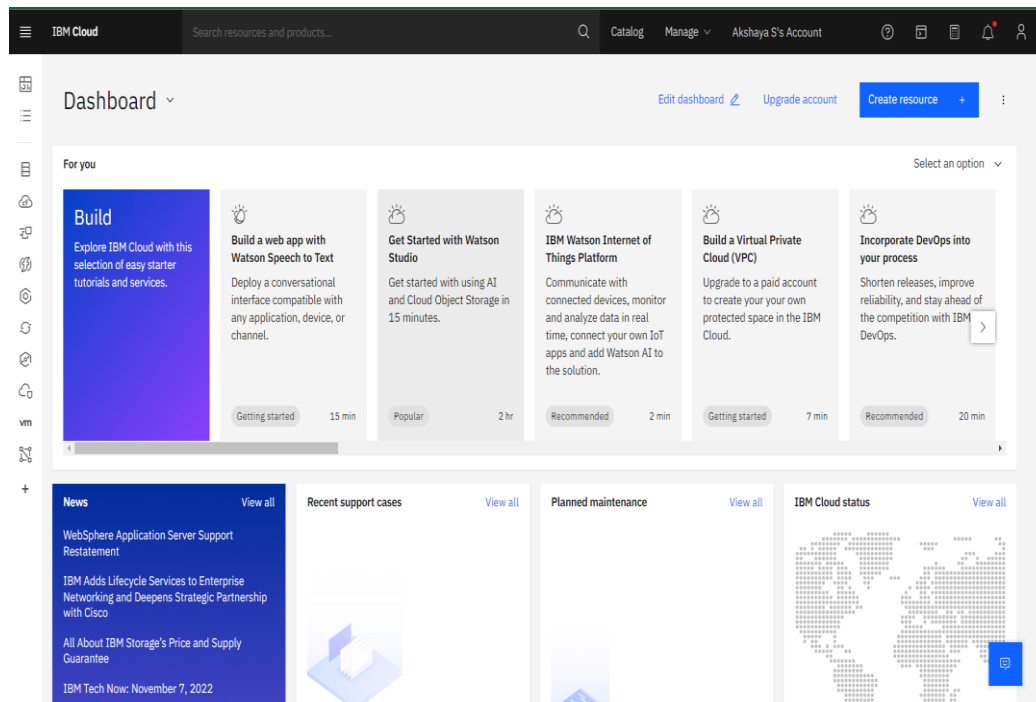 IBM Cloud
Search resources and products...
Catalog
Manage
Akshaya S's Account
Dashboard
Edit dashboard
Upgrade account
Create resource +
For you
Select an option
Build
Explore IBM Cloud with this
selection of easy starter
tutorials and services.
Build a web app with
Watson Speech to Text
Deploy a conversational
interface compatible with
any application, device, or
channel.
Getting started
15 min
Get Started with Watson
Studio
Get started with using AI
and Cloud Object Storage in
15 minutes.
Popular
2 hr
IBM Watson Internet of
Things Platform
Communicate with
connected devices, monitor
and analyze data in real
time, connect your own IoT
apps and add Watson AI to
the solution.
Recommended
2 min
Build a Virtual Private
Cloud (VPC)
Upgrade to a paid account
to create your your own
protected space in the IBM
Cloud.
Getting started
7 min
Incorporate DevOps into
your process
Shorten releases, improve
reliability, and stay ahead of
the competition with IBM
DevOps.
Recommended
20 min
vm
+
News
View all
WebSphere Application Server Support
Restatement
IBM Adds Lifecycle Services to Enterprise
Networking and Deepens Strategic Partnership
with Cisco
All About IBM Storage's Price and Supply
Guarantee
IBM Tech Now: November 7, 2022
Recent support cases
View all
Planned maintenance
View all
IBM Cloud status
View all